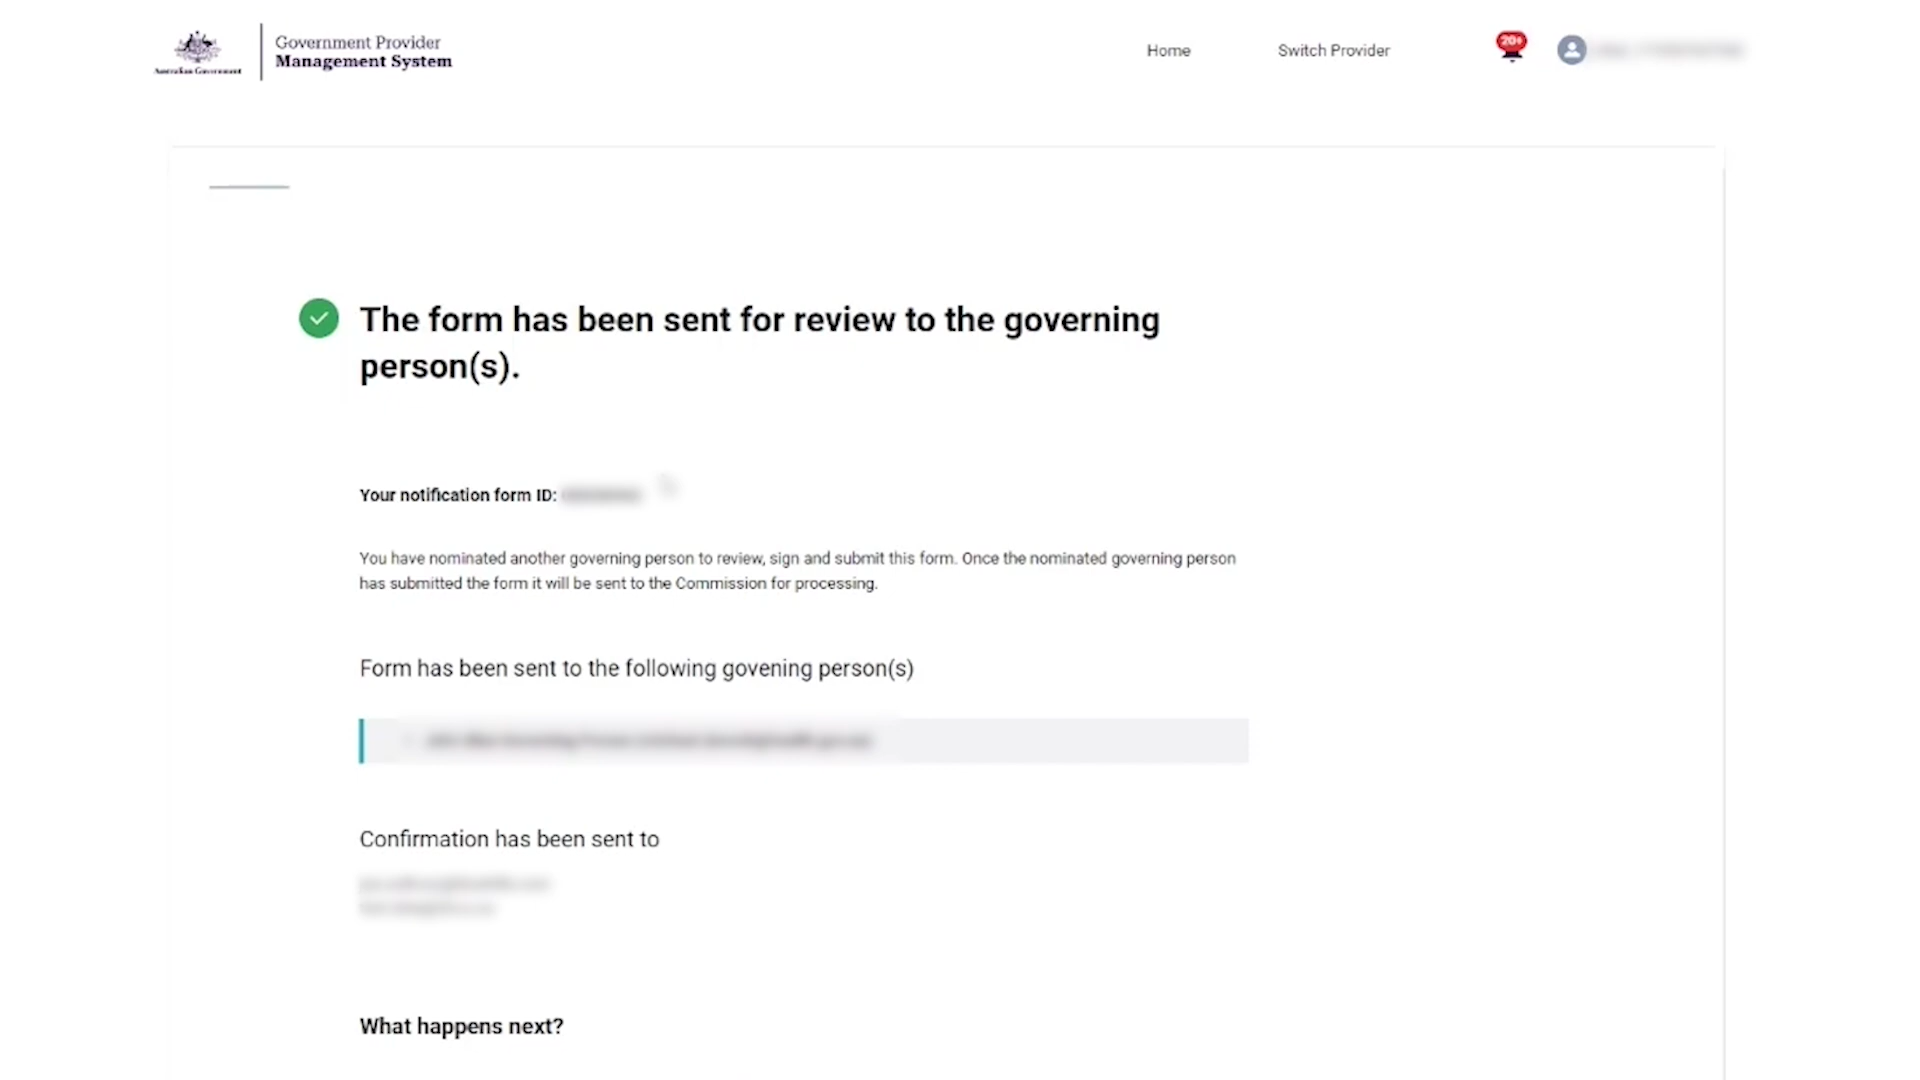 Australian Government
Government Provider
Management System
Home
Switch Provider
20+
The form has been sent for review to the governing
person(s).
Your notification form ID:
You have nominated another governing person to review, sign and submit this form. Once the nominated governing person
has submitted the form it will be sent to the Commission for processing.
Form has been sent to the following govening person(s)
Confirmation has been sent to
What happens next?